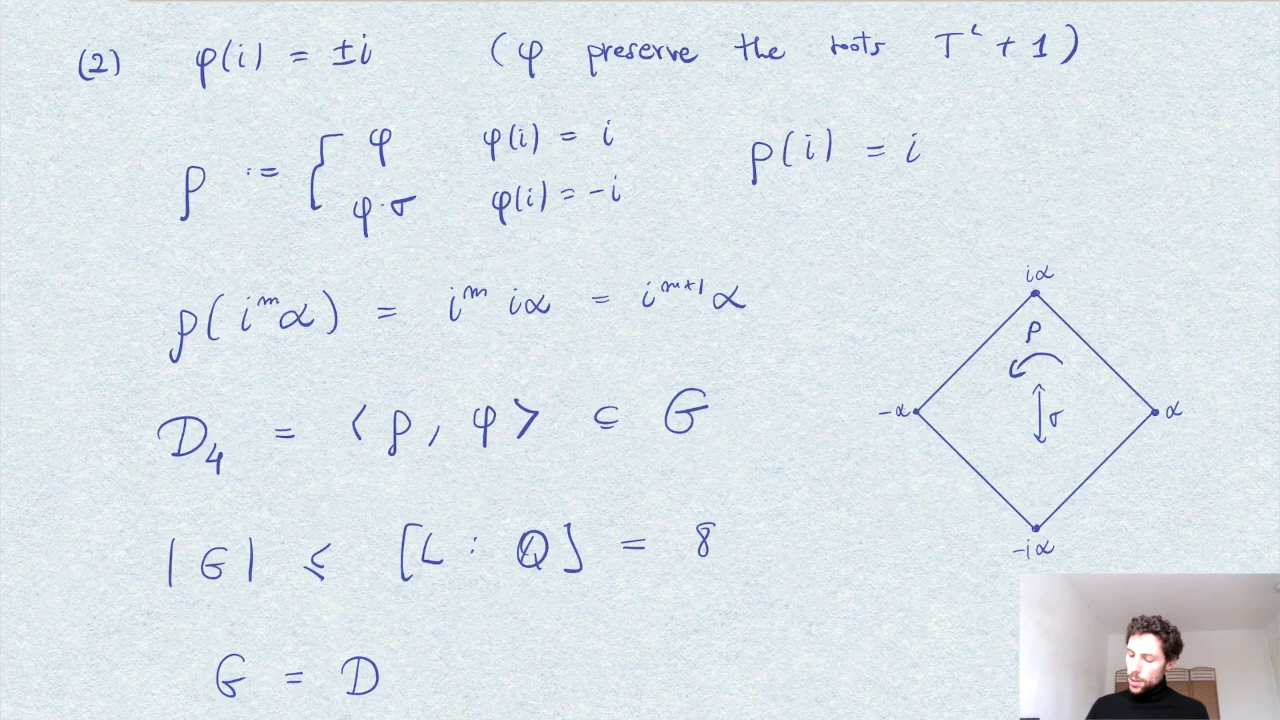 (2) φ(i) = ±i (φ preserve the roots T² + 1)
ρ := { φ φ(i) = i
φ·σ φ(i) = -i
ρ(i) = i
ρ(i^m α) = i^m iα = i^{m+1} α
D₄ = <ρ, φ> ⊆ G
|G| ≤ [L : Q] = 8
G = D
iα
ρ
σ
-α
α
-iα